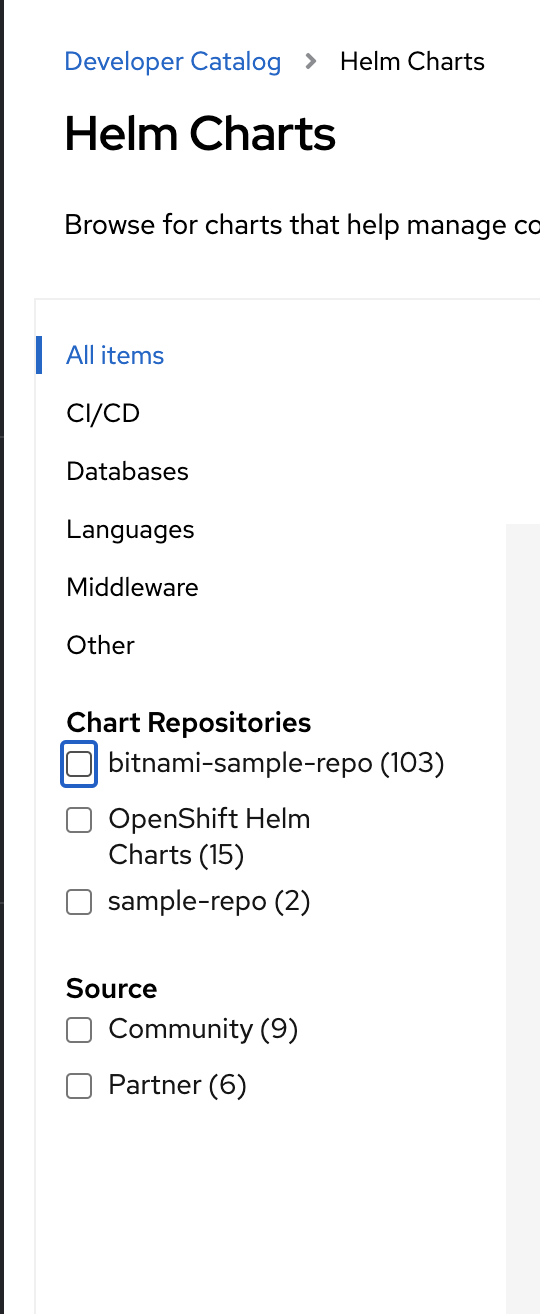 Developer Catalog > Helm Charts
Helm Charts
Browse for charts that help manage
All items
CI/CD
Databases
Languages
Middleware
Other
Chart Repositories
bitnami-sample-repo (103)
OpenShift Helm
Charts (15)
sample-repo (2)
Source
Community (9)
Partner (6)